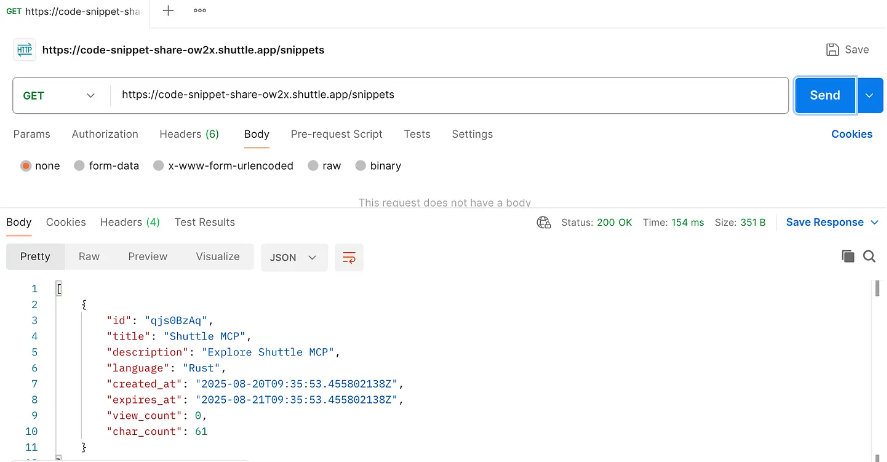 GET https://code-snippet-sha
https://code-snippet-share-ow2x.shuttle.app/snippets
Save
GET https://code-snippet-share-ow2x.shuttle.app/snippets Send
Params Authorization Headers (6) Body Pre-request Script Tests Settings Cookies
none form-data x-www-form-urlencoded raw binary
This request does not have a body
Body Cookies Headers (4) Test Results Status: 200 OK Time: 154 ms Size: 351 B Save Response
Pretty Raw Preview Visualize JSON
1 [
2 {
3 "id": "qjs0BzAq",
4 "title": "Shuttle MCP",
5 "description": "Explore Shuttle MCP",
6 "language": "Rust",
7 "created_at": "2025-08-20T09:35:53.455802138Z",
8 "expires_at": "2025-08-21T09:35:53.455802138Z",
9 "view_count": 0,
10 "char_count": 61
11 }